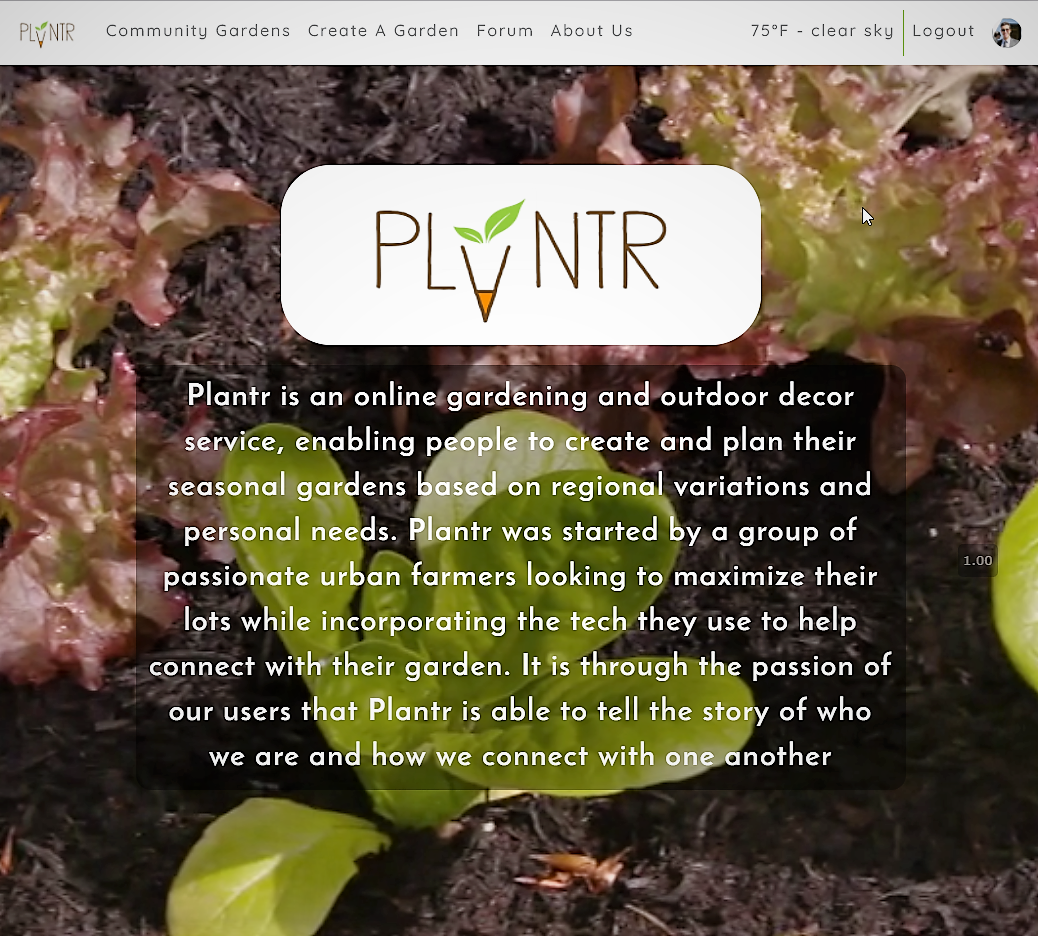 PLANTR Community Gardens Create A Garden Forum About Us 75°F - clear sky Logout
PLANTR
Plantr is an online gardening and outdoor decor
service, enabling people to create and plan their
seasonal gardens based on regional variations and
personal needs. Plantr was started by a group of
passionate urban farmers looking to maximize their
lots while incorporating the tech they use to help
1.00
connect with their garden. It is through the passion of
our users that Plantr is able to tell the story of who
we are and how we connect with one another